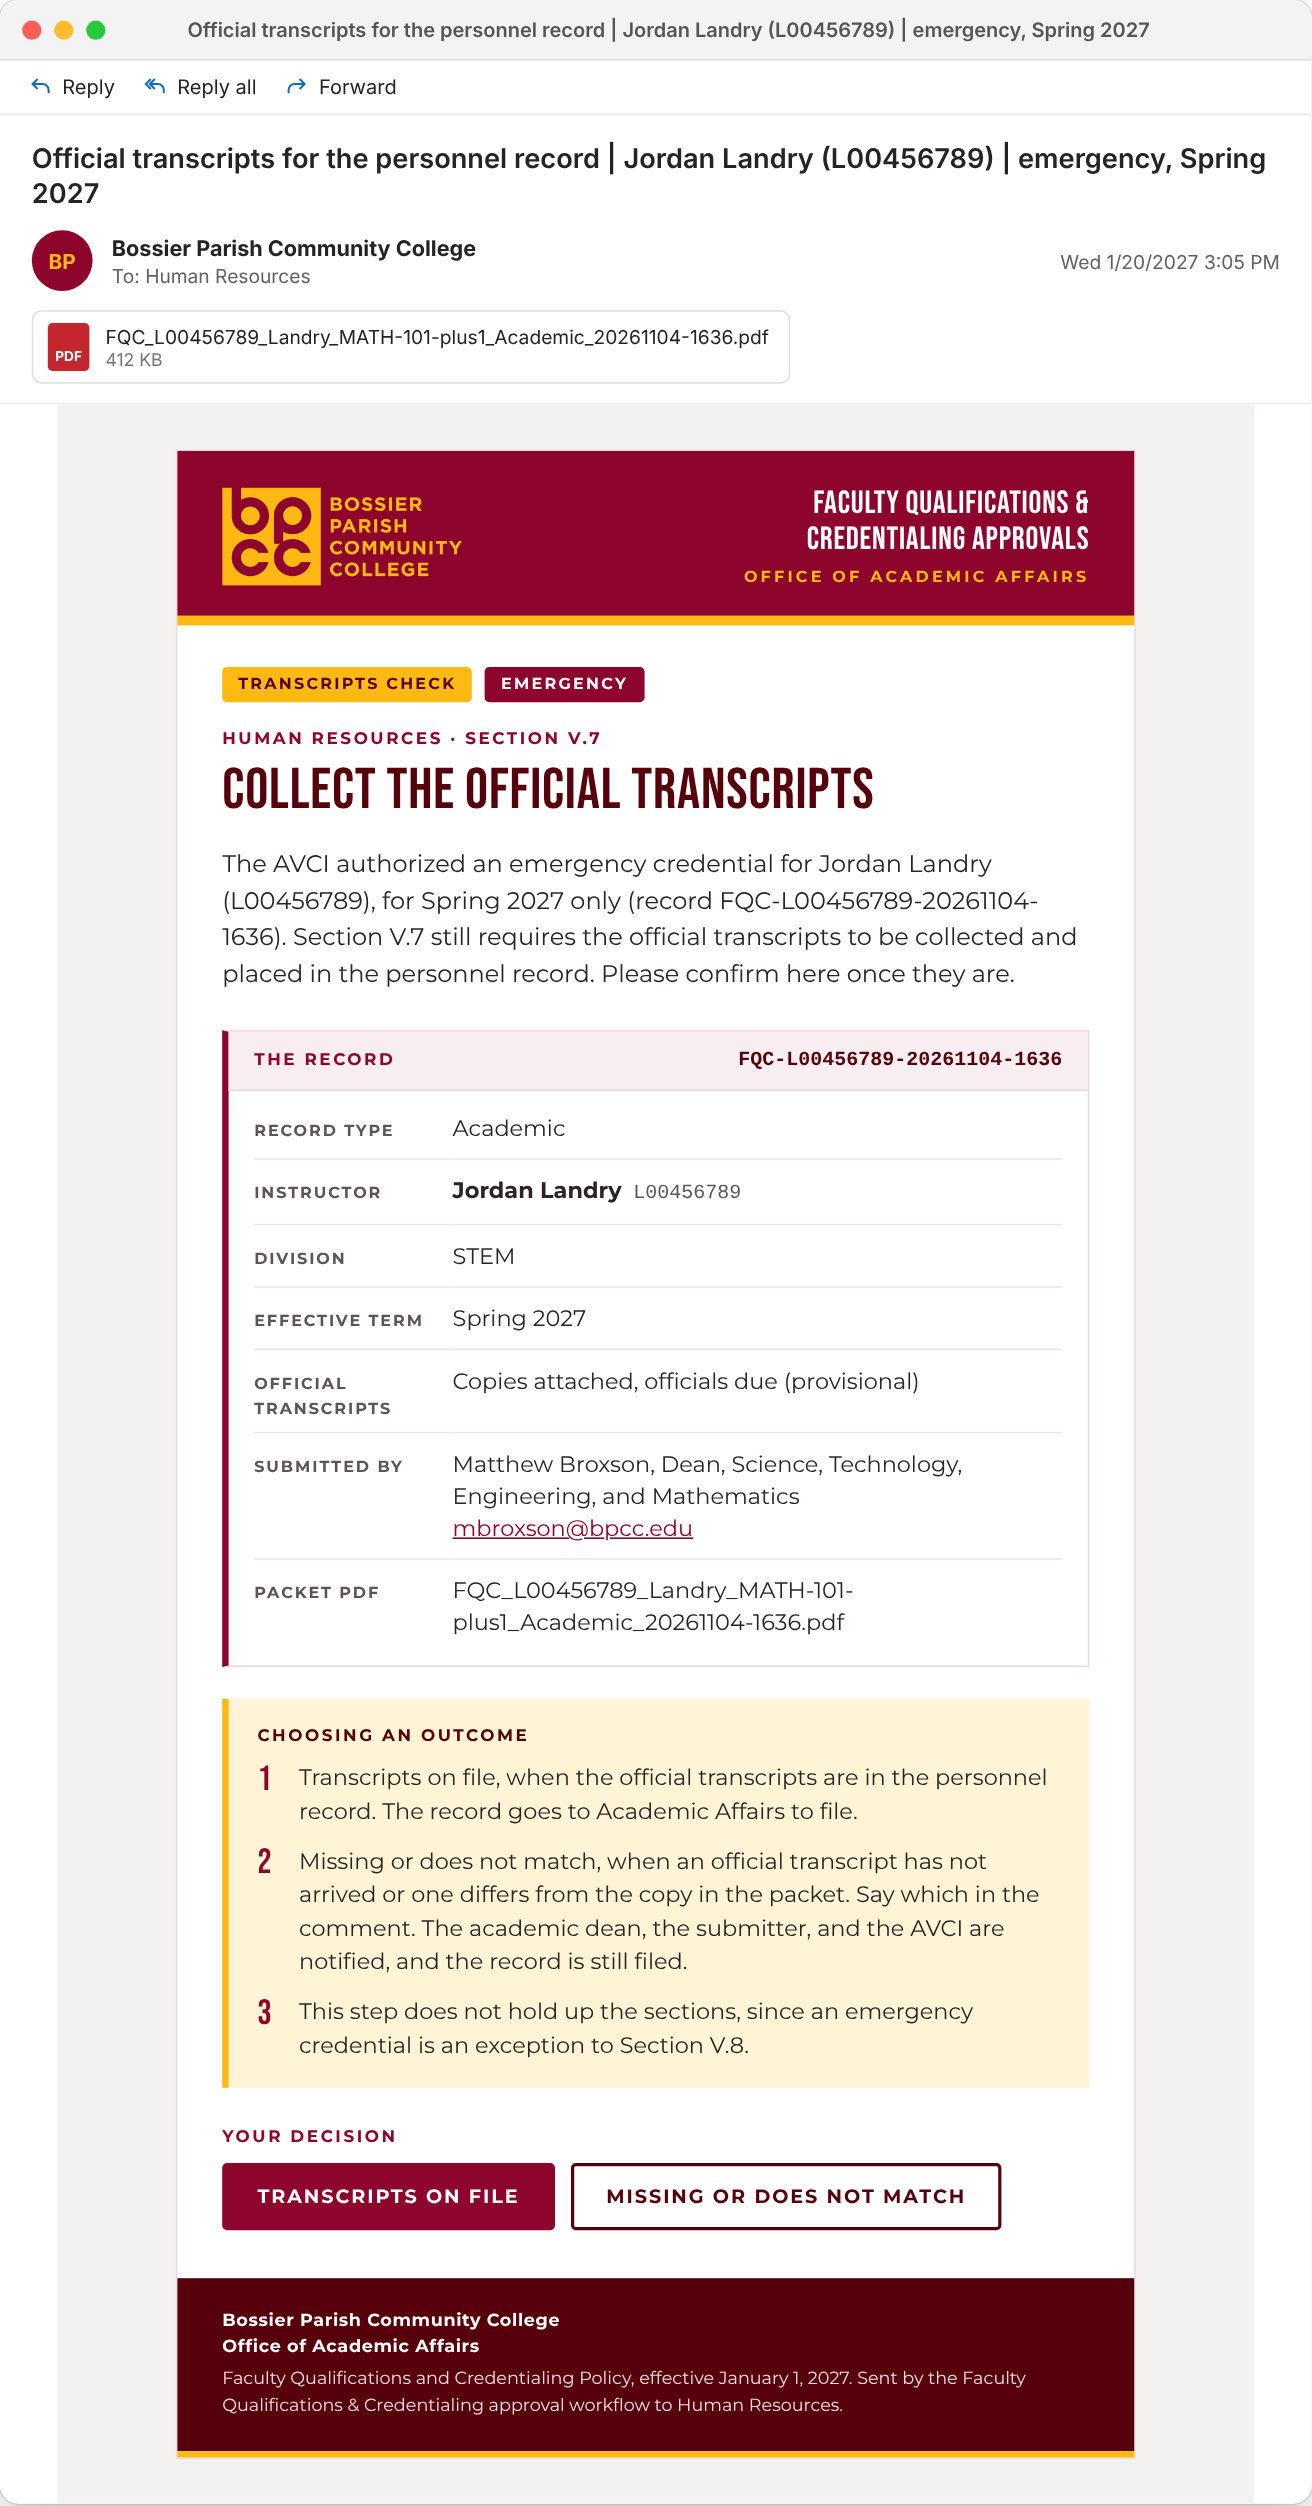 Official transcripts for the personnel record | Jordan Landry (L00456789) | emergency, Spring 2027
Reply
Reply all
Forward
Official transcripts for the personnel record | Jordan Landry (L00456789) | emergency, Spring
2027
BP
Bossier Parish Community College
To: Human Resources
Wed 1/20/2027 3:05 PM
PDF
FQC_L00456789_Landry_MATH-101-plus1_Academic_20261104-1636.pdf
412 KB
bpcc
BOSSIER
PARISH
COMMUNITY
COLLEGE
FACULTY QUALIFICATIONS &
CREDENTIALING APPROVALS
OFFICE OF ACADEMIC AFFAIRS
TRANSCRIPTS CHECK
EMERGENCY
HUMAN RESOURCES · SECTION V.7
COLLECT THE OFFICIAL TRANSCRIPTS
The AVCI authorized an emergency credential for Jordan Landry
(L00456789), for Spring 2027 only (record FQC-L00456789-20261104-
1636). Section V.7 still requires the official transcripts to be collected and
placed in the personnel record. Please confirm here once they are.
THE RECORD
FQC-L00456789-20261104-1636
RECORD TYPE
Academic
INSTRUCTOR
Jordan Landry L00456789
DIVISION
STEM
EFFECTIVE TERM
Spring 2027
OFFICIAL
TRANSCRIPTS
Copies attached, officials due (provisional)
SUBMITTED BY
Matthew Broxson, Dean, Science, Technology,
Engineering, and Mathematics
mbroxson@bpcc.edu
PACKET PDF
FQC_L00456789_Landry_MATH-101-
plus1_Academic_20261104-1636.pdf
CHOOSING AN OUTCOME
1 Transcripts on file, when the official transcripts are in the personnel
record. The record goes to Academic Affairs to file.
2 Missing or does not match, when an official transcript has not
arrived or one differs from the copy in the packet. Say which in the
comment. The academic dean, the submitter, and the AVCI are
notified, and the record is still filed.
3 This step does not hold up the sections, since an emergency
credential is an exception to Section V.8.
YOUR DECISION
TRANSCRIPTS ON FILE
MISSING OR DOES NOT MATCH
Bossier Parish Community College
Office of Academic Affairs
Faculty Qualifications and Credentialing Policy, effective January 1, 2027. Sent by the Faculty
Qualifications & Credentialing approval workflow to Human Resources.